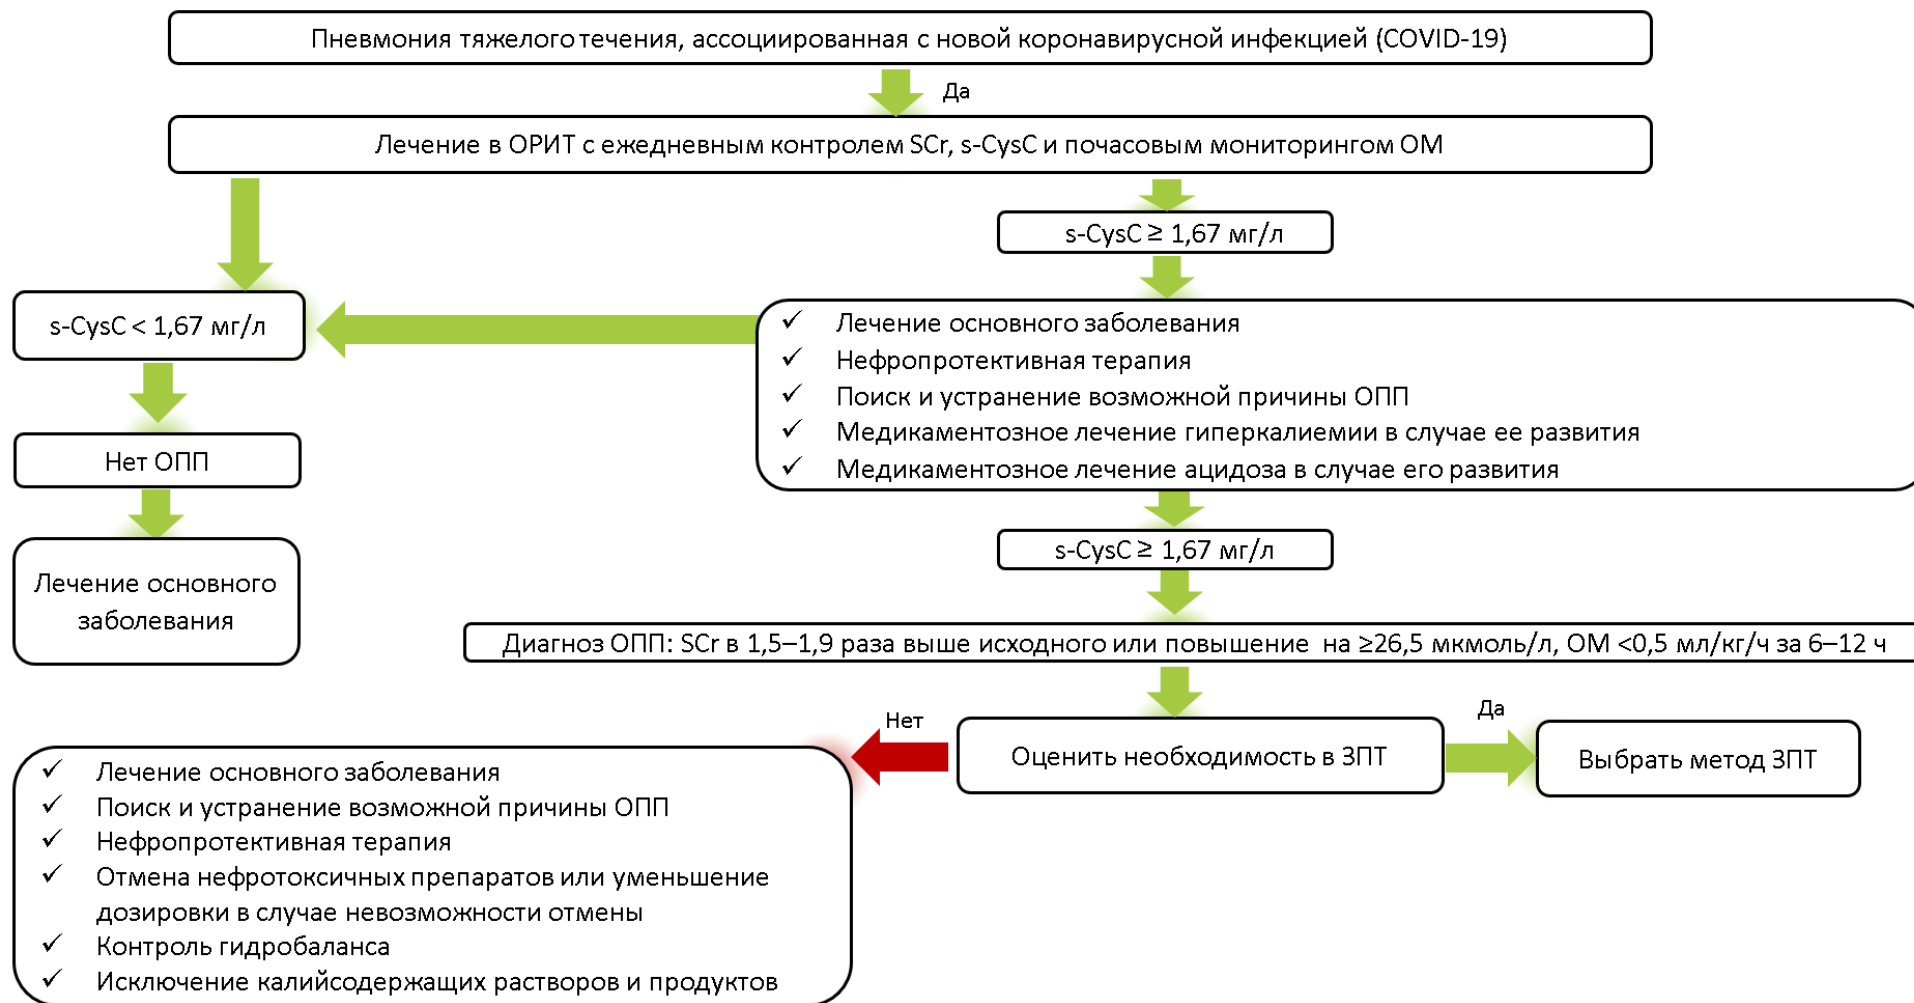 Пневмония тяжелого течения, ассоциированная с новой коронавирусной инфекцией (COVID-19)
Да
Лечение в ОРИТ с ежедневным контролем SCr, s-CysC и почасовым мониторингом ОМ
s-CysC ≥ 1,67 мг/л
s-CysC < 1,67 мг/л
✓ Лечение основного заболевания
✓ Нефропротективная терапия
✓ Поиск и устранение возможной причины ОПП
✓ Медикаментозное лечение гиперкалиемии в случае ее развития
✓ Медикаментозное лечение ацидоза в случае его развития
Нет ОПП
Лечение основного
заболевания
s-CysC ≥ 1,67 мг/л
Диагноз ОПП: SCr в 1,5–1,9 раза выше исходного или повышение на ≥26,5 мкмоль/л, ОМ <0,5 мл/кг/ч за 6–12 ч
Оценить необходимость в ЗПТ
Нет
Да
Выбрать метод ЗПТ
✓ Лечение основного заболевания
✓ Поиск и устранение возможной причины ОПП
✓ Нефропротективная терапия
✓ Отмена нефротоксичных препаратов или уменьшение
дозировки в случае невозможности отмены
✓ Контроль гидробаланса
✓ Исключение калийсодержащих растворов и продуктов